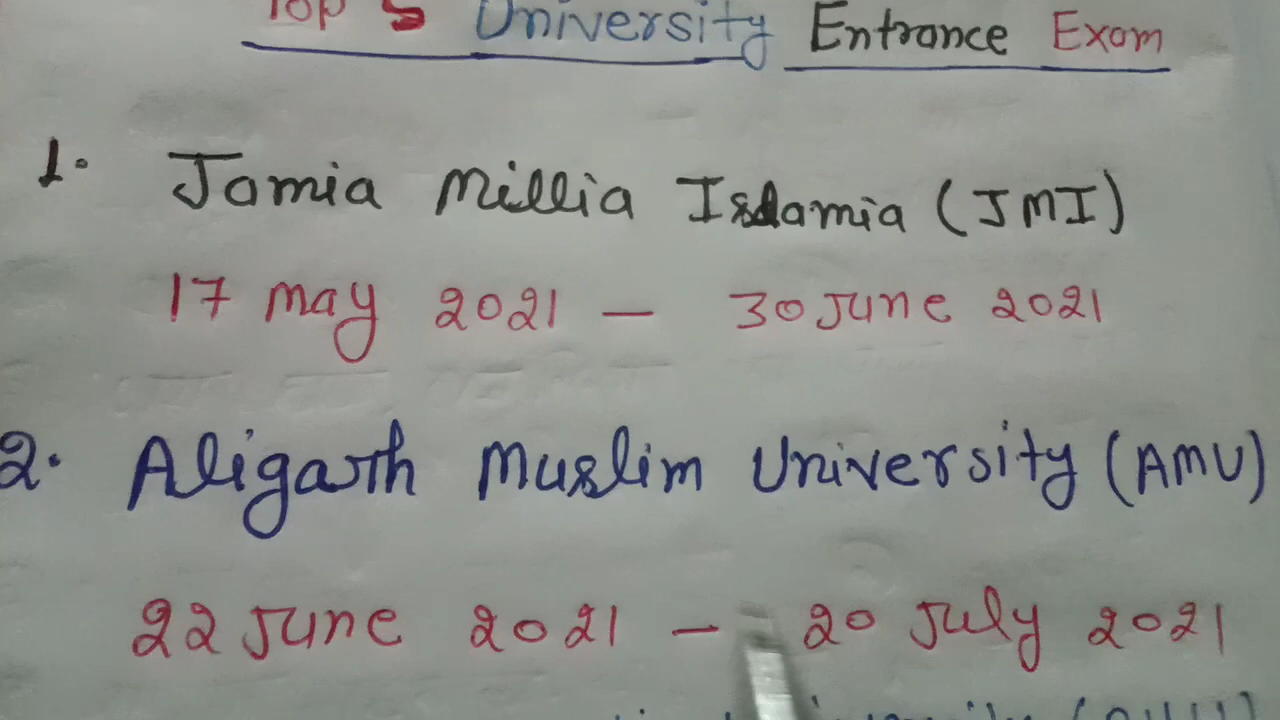 Top 5 University Entrance Exam
1. Jamia Millia Islamia (JMI)
17 may 2021 - 30 June 2021
2. Aligarh Muslim University (AMU)
22 June 2021 - 20 July 2021